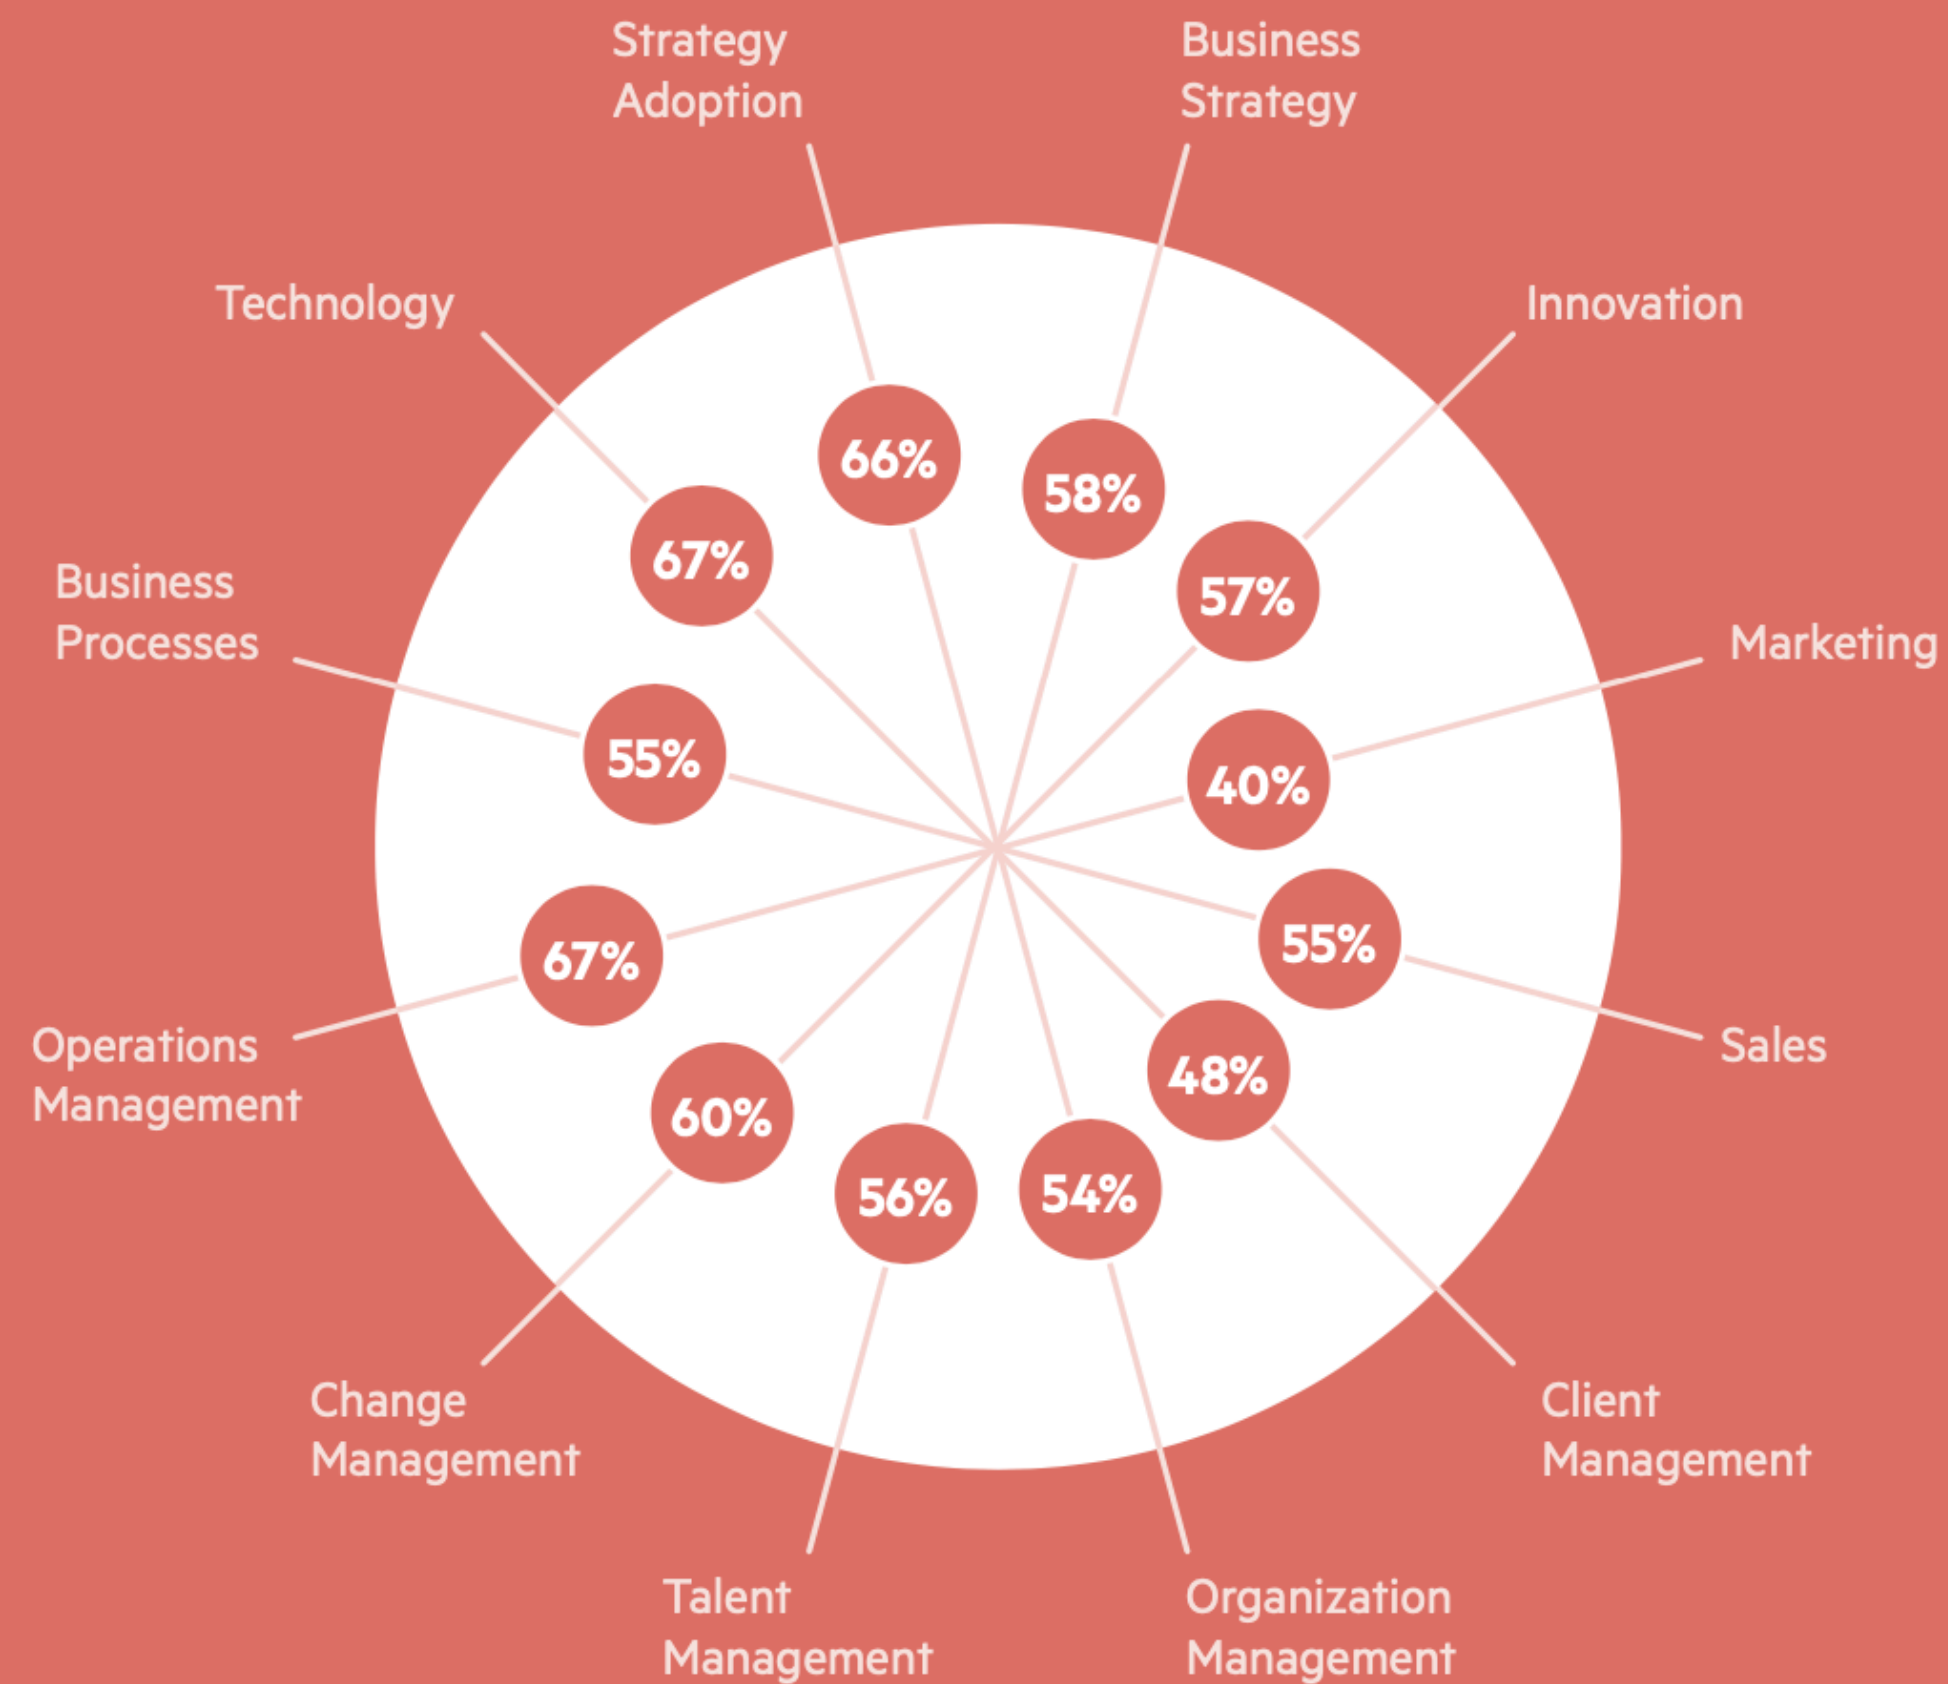 Strategy
Adoption
Business
Strategy
Technology
Innovation
66%
58%
67%
57%
Business
Processes
Marketing
55%
40%
67%
55%
Operations
Management
Sales
60%
48%
56%
54%
Change
Management
Client
Management
Talent
Management
Organization
Management